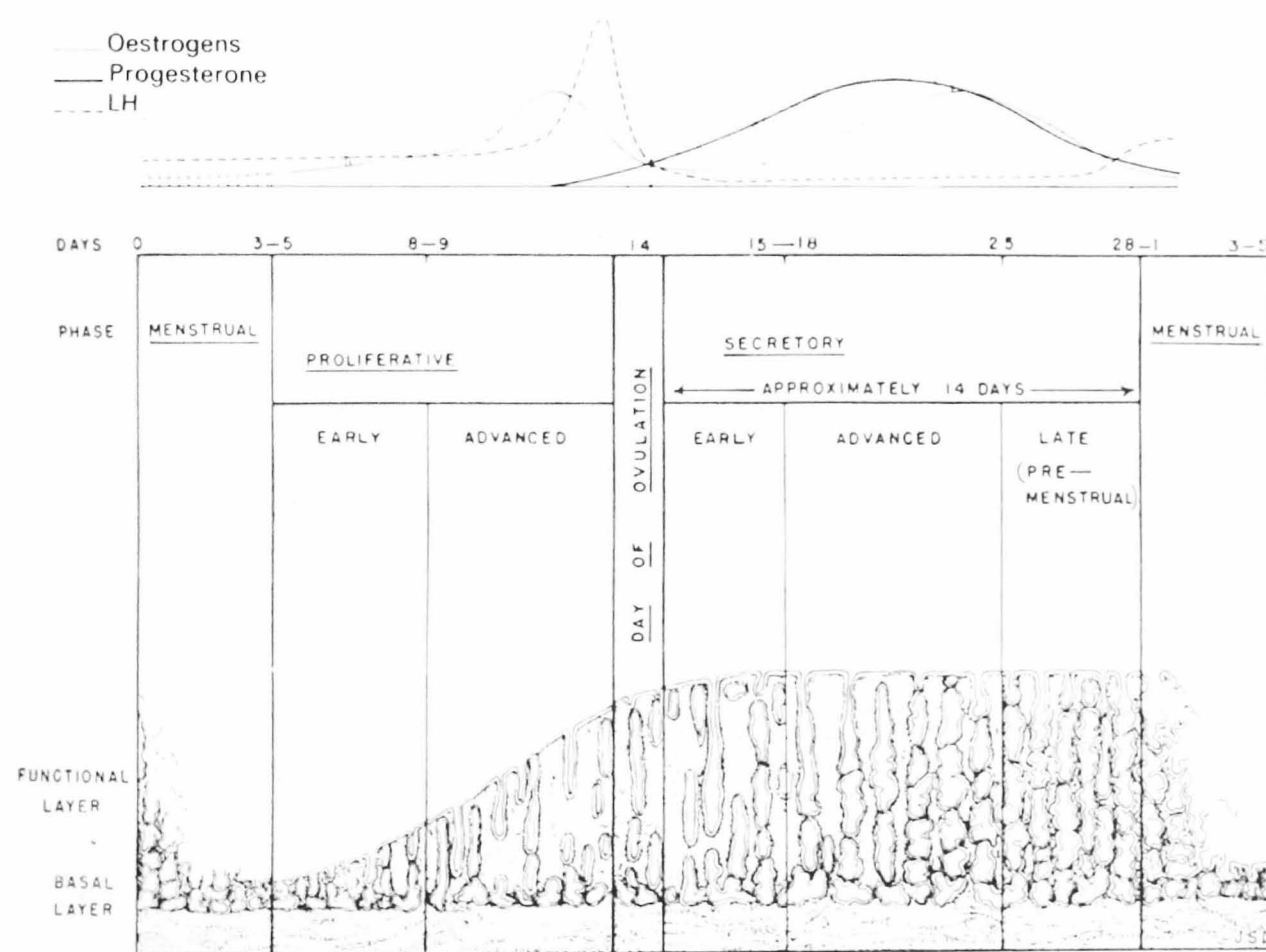 Oestrogens
Progesterone
LH
DAYS 0 3-5 8-9 14 15-18 25 28-1 3-5
PHASE MENSTRUAL PROLIFERATIVE SECRETORY MENSTRUAL
APPROXIMATELY 14 DAYS
DAY OF OVULATION
EARLY ADVANCED EARLY ADVANCED LATE
(PRE-
MENSTRUAL)
FUNCTIONAL
LAYER
BASAL
LAYER